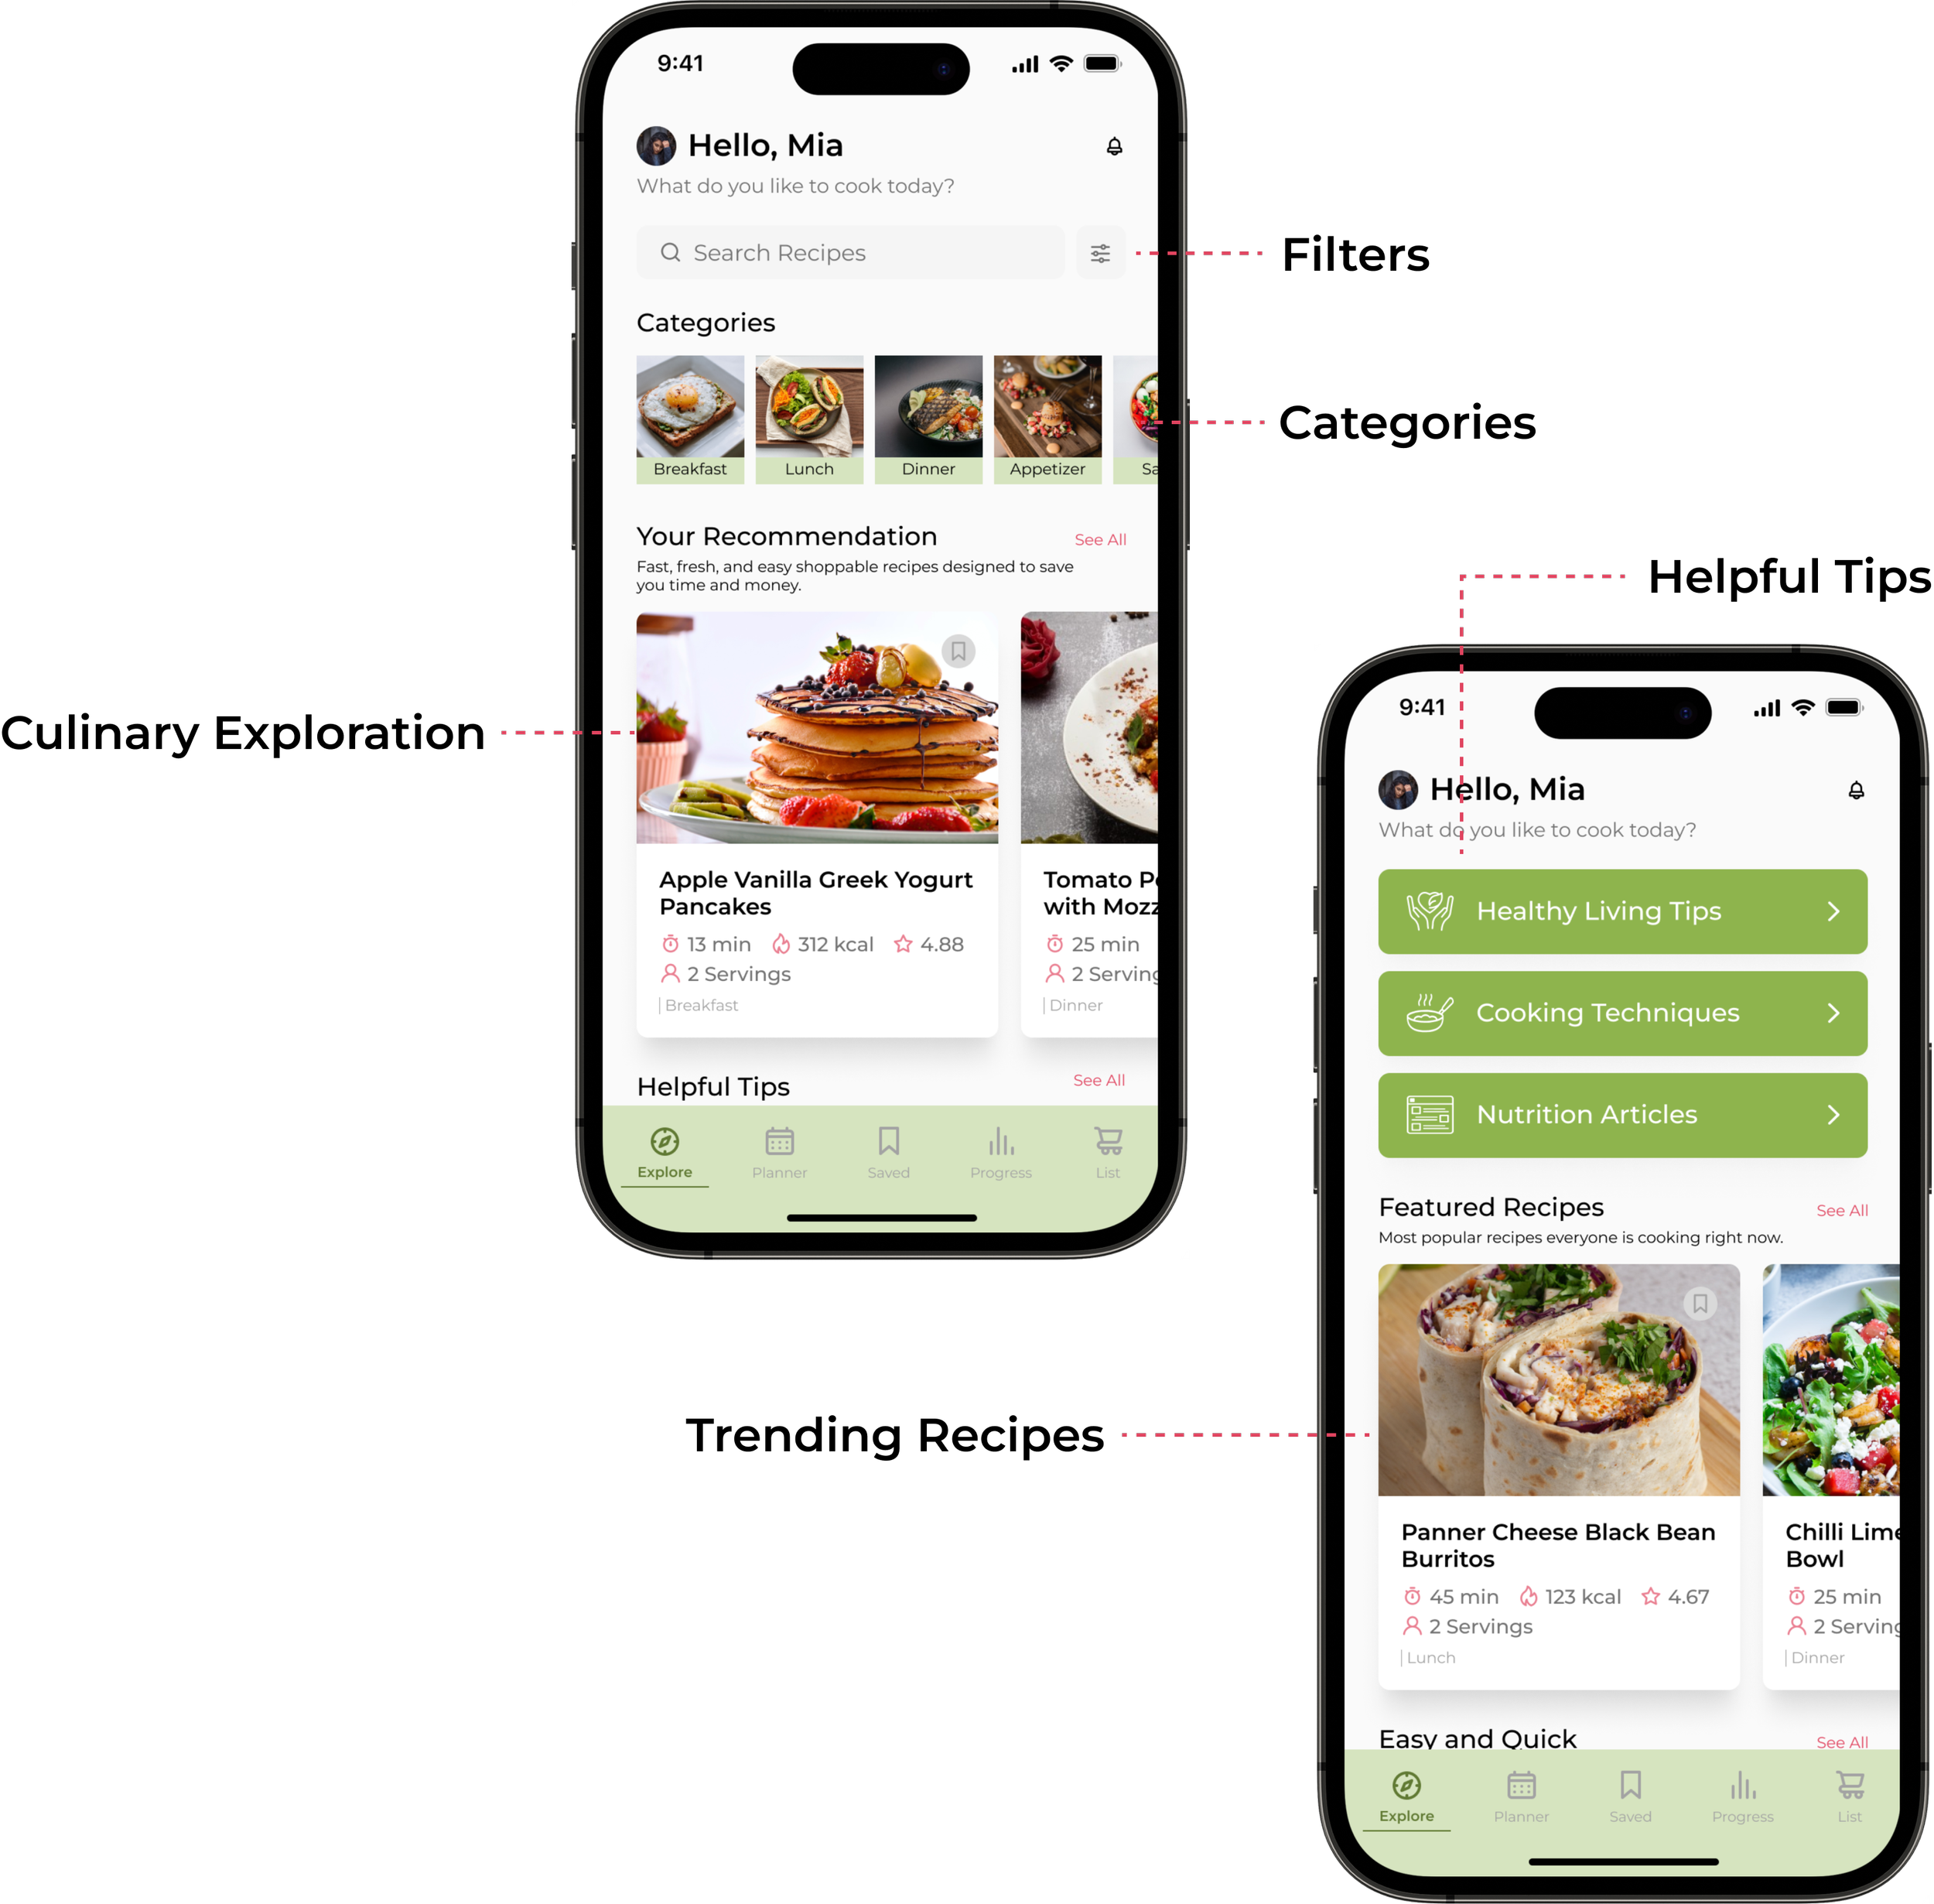 9:41
Hello, Mia
What do you like to cook today?
Search Recipes
Filters
Categories
Breakfast
Lunch
Dinner
Appetizer
Sa
Categories
Your Recommendation
See All
Fast, fresh, and easy shoppable recipes designed to save
you time and money.
Culinary Exploration
Apple Vanilla Greek Yogurt
Pancakes
13 min 312 kcal 4.88
2 Servings
Breakfast
Tomato P
with Mozz
25 min
2 Serving
Dinner
Helpful Tips
See All
Explore
Planner
Saved
Progress
List
Helpful Tips
9:41
Hello, Mia
What do you like to cook today?
Healthy Living Tips
Cooking Techniques
Nutrition Articles
Featured Recipes
See All
Most popular recipes everyone is cooking right now.
Trending Recipes
Panner Cheese Black Bean
Burritos
45 min 123 kcal 4.67
2 Servings
Lunch
Chilli Lime
Bowl
25 min
2 Serving
Dinner
Easy and Quick
See All
Explore
Planner
Saved
Progress
List